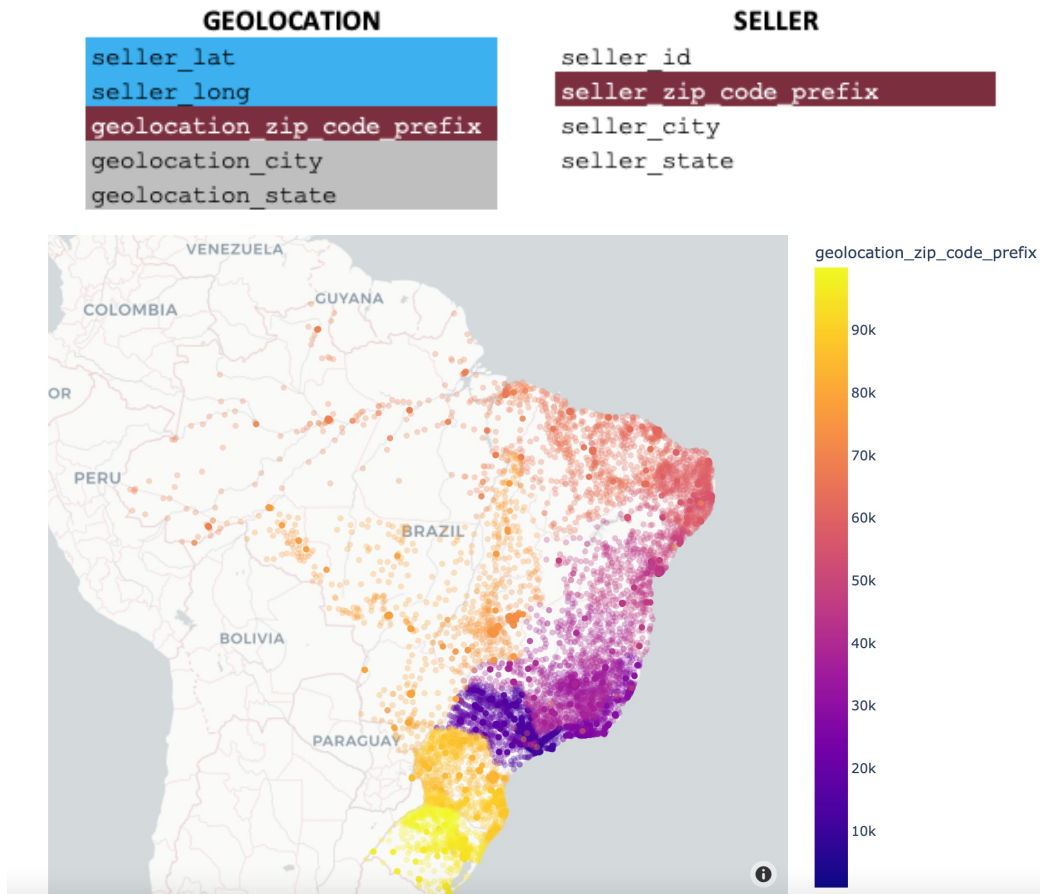 GEOLOCATION
seller_lat
seller_long
geolocation_zip_code_prefix
geolocation_city
geolocation_state
SELLER
seller_id
seller_zip_code_prefix
seller_city
seller_state
VENEZUELA
GUYANA
COLOMBIA
OR
PERU
BRAZIL
BOLIVIA
PARAGUAY
geolocation_zip_code_prefix
90k
80k
70k
60k
50k
40k
30k
20k
10k